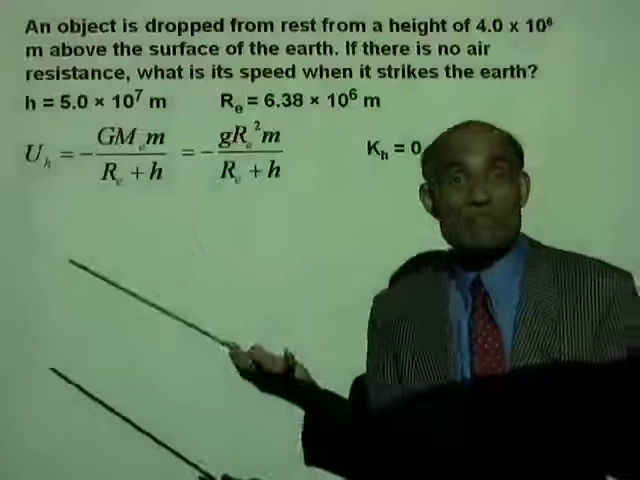 An object is dropped from rest from a height of 4.0 x 10⁶
m above the surface of the earth. If there is no air
resistance, what is its speed when it strikes the earth?
h = 5.0 × 10⁷ m Rₑ = 6.38 × 10⁶ m
U_h = -GMₑm / (Rₑ + h) = -gRₑ²m / (Rₑ + h) K_h = 0